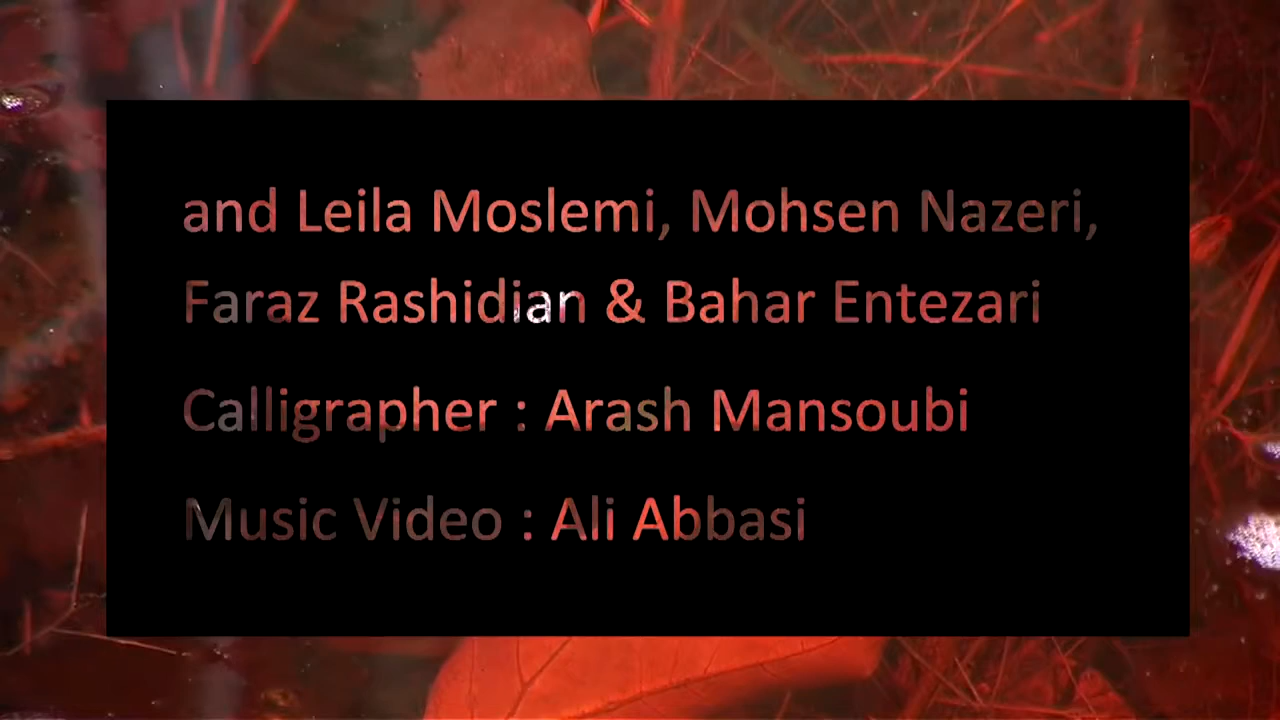 and Leila Moslemi, Mohsen Nazeri,
Faraz Rashidian & Bahar Entezari
Calligrapher : Arash Mansoubi
Music Video : Ali Abbasi